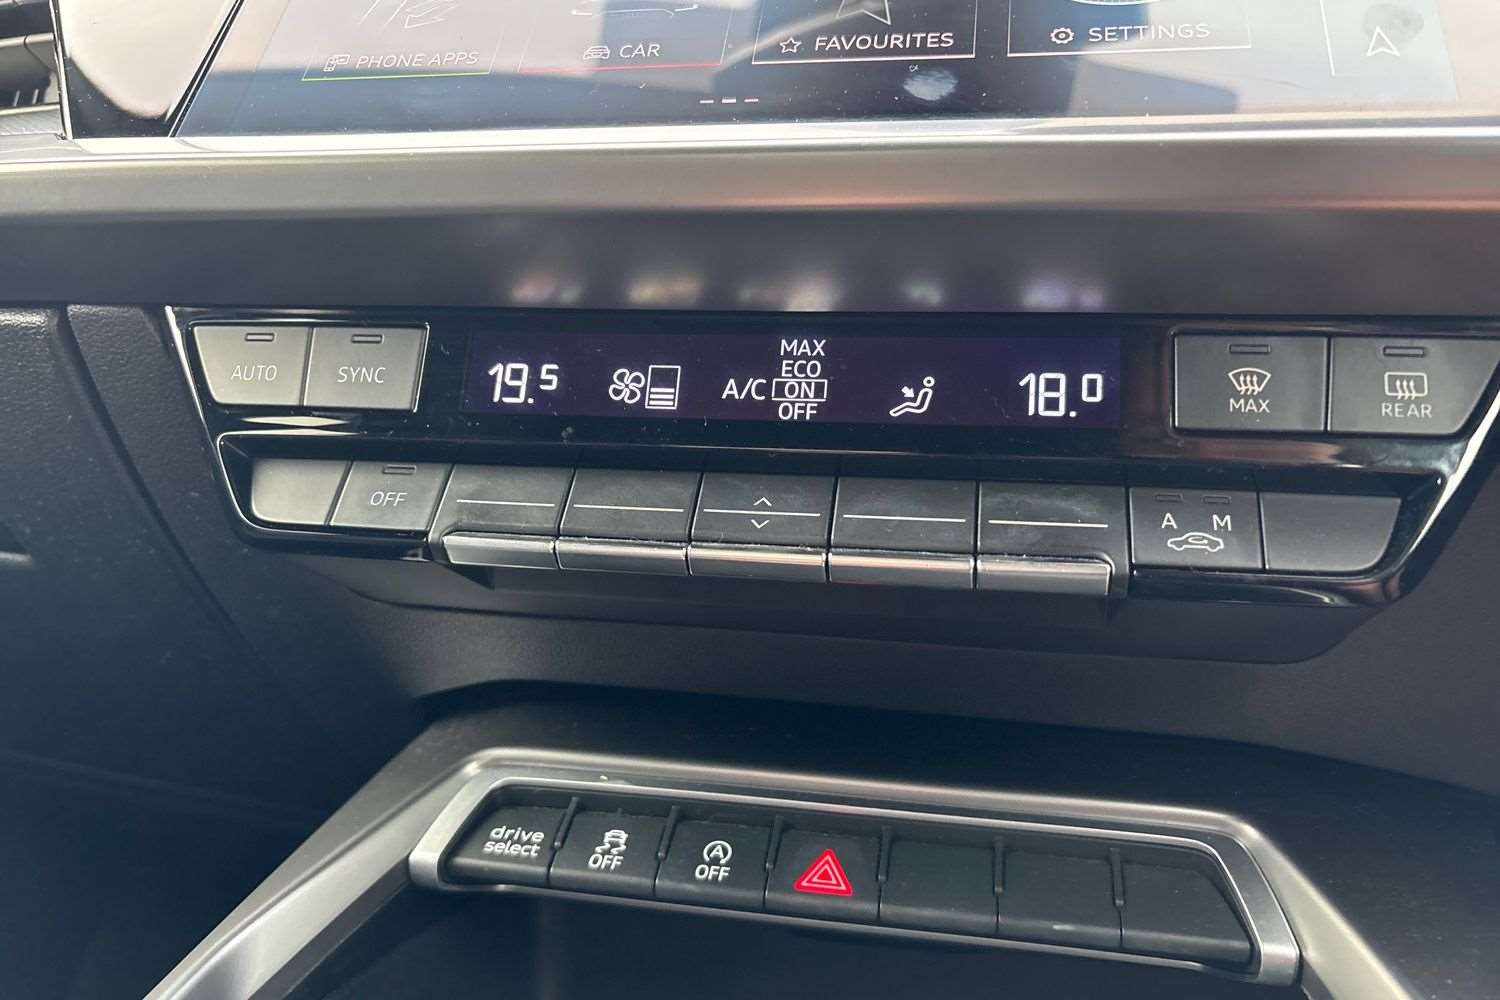 PHONE APPS
CAR
FAVOURITES
SETTINGS
AUTO
SYNC
19.5
A/C
MAX
ECO
ON
OFF
18.0
MAX
REAR
OFF
A M
drive
select
OFF
A
OFF